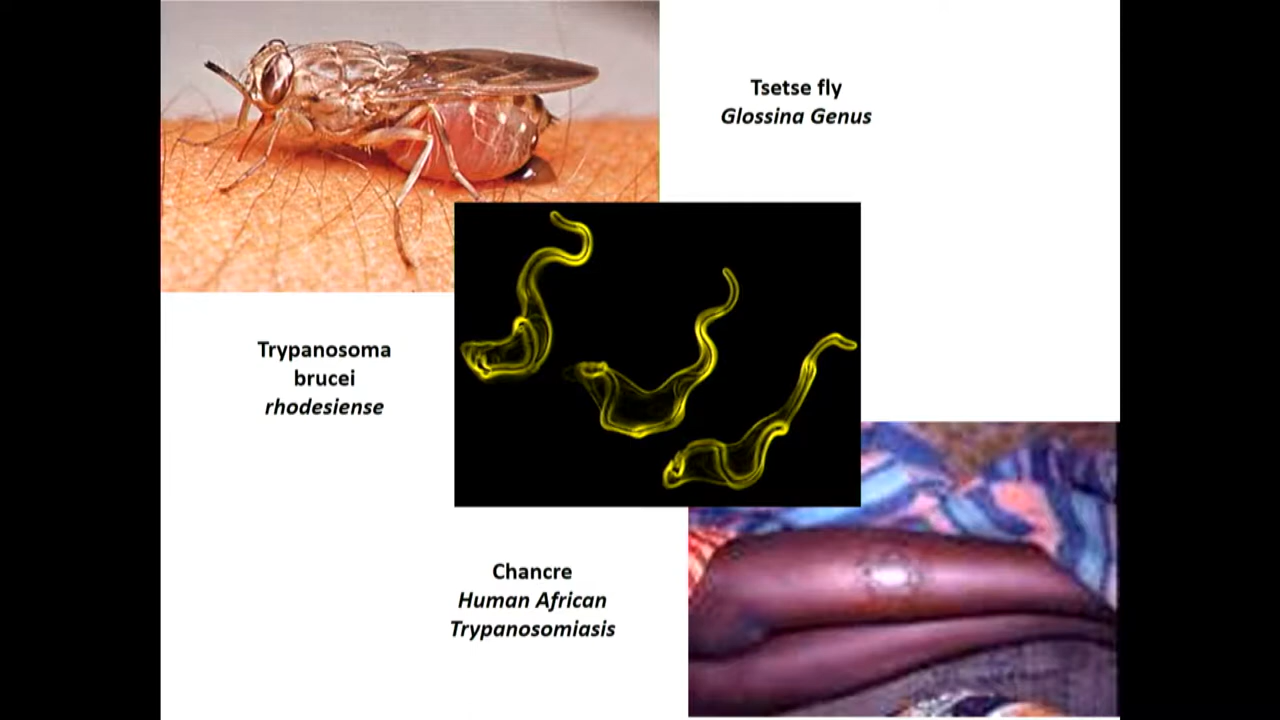 Tsetse fly
Glossina Genus
Trypanosoma
brucei
rhodesiense
Chancre
Human African
Trypanosomiasis